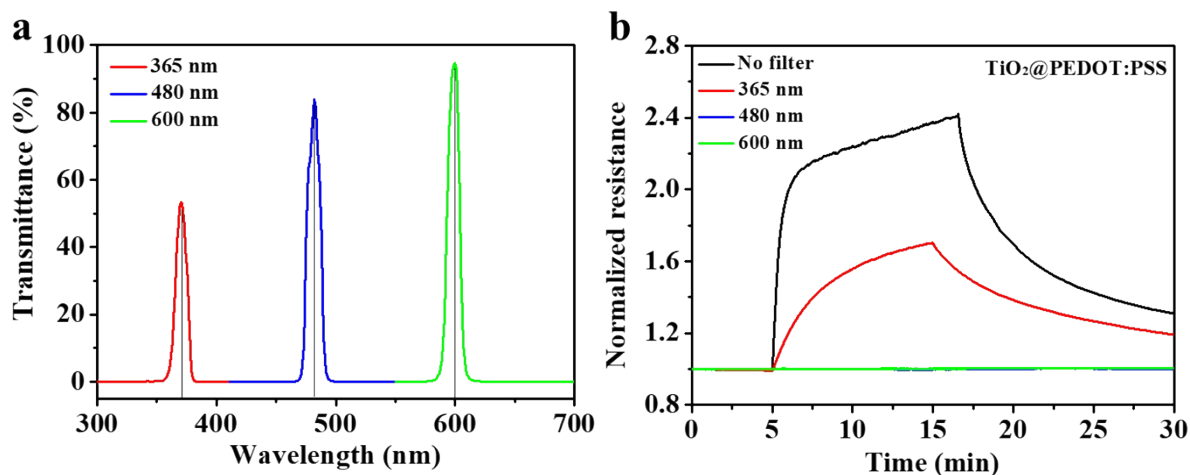 a
100
80
60
40
20
0
Transmittance (%)
365 nm
480 nm
600 nm
300
400
500
600
700
Wavelength (nm)
b
2.8
2.4
2.0
1.6
1.2
0.8
Normalized resistance
No filter
365 nm
480 nm
600 nm
TiO₂@PEDOT:PSS
0
5
10
15
20
25
30
Time (min)